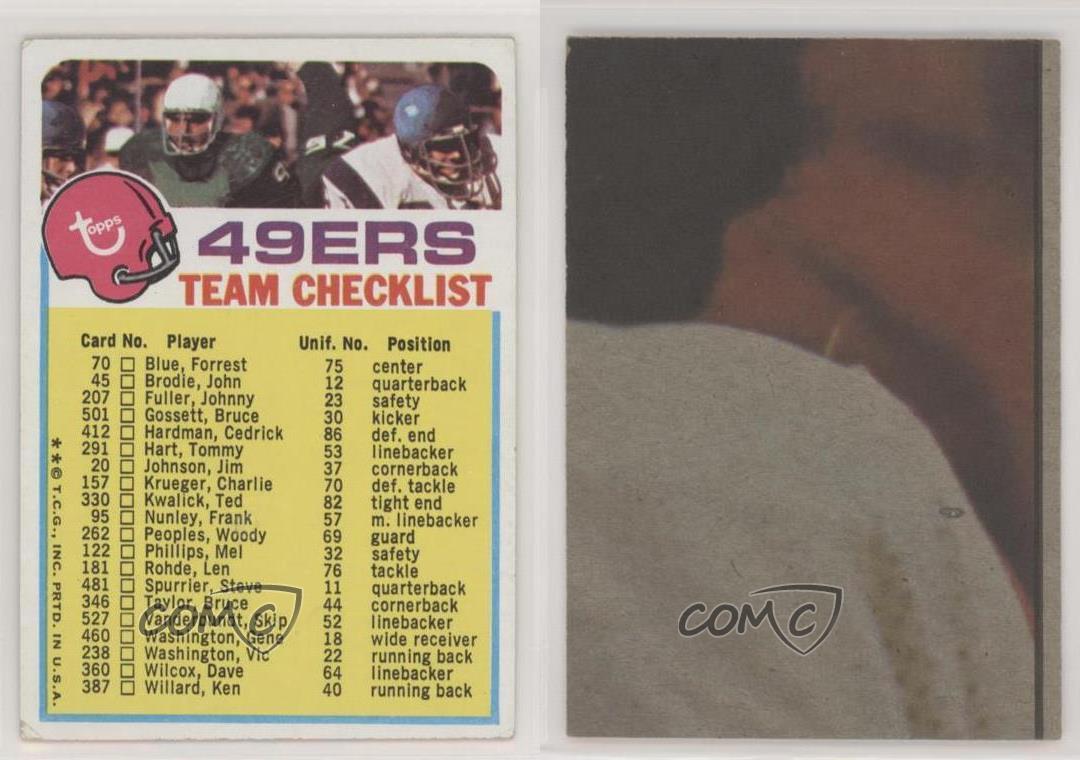 topps
49ERS
TEAM CHECKLIST
Card No. Player Unif. No. Position
70 Blue, Forrest 75 center
45 Brodie, John 12 quarterback
207 Fuller, Johnny 23 safety
501 Gossett, Bruce 30 kicker
412 Hardman, Cedrick 86 def. end
291 Hart, Tommy 53 linebacker
20 Johnson, Jim 37 cornerback
157 Krueger, Charlie 70 def. tackle
330 Kwalick, Ted 82 tight end
95 Nunley, Frank 57 m. linebacker
262 Peoples, Woody 69 guard
122 Phillips, Mel 32 safety
181 Rohde, Len 76 tackle
481 Spurrier, Steve 11 quarterback
346 Taylor, Bruce 44 cornerback
527 Vanderbundt, Skip 52 linebacker
460 Washington, Gene 18 wide receiver
238 Washington, Vic 22 running back
360 Wilcox, Dave 64 linebacker
387 Willard, Ken 40 running back
**© T.C.G., INC. PRTD. IN U.S.A.
COMC
COMC